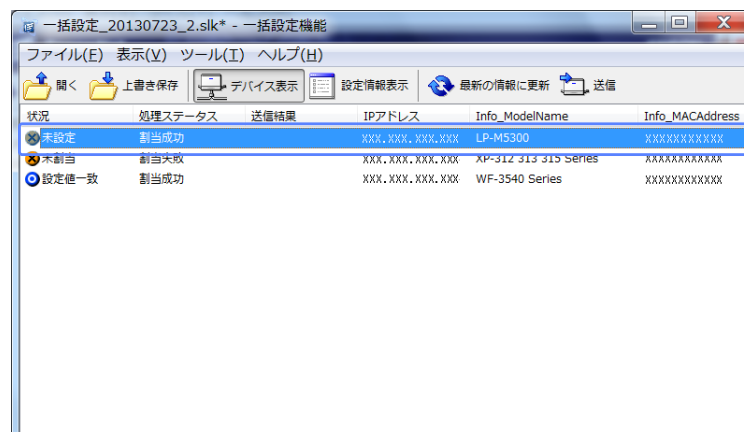 一括設定_20130723_2.slk* - 一括設定機能
ファイル(F) 表示(V) ツール(T) ヘルプ(H)
開く 上書き保存 デバイス表示 設定情報表示 最新の情報に更新 送信
状況 処理ステータス 送信結果 IPアドレス Info_ModelName Info_MACAddress
未設定 割当成功 XXX.XXX.XXX.XXX LP-M5300 XXXXXXXXXXX
未割当 割当失敗 XXX.XXX.XXX.XXX XP-312 313 315 Series XXXXXXXXXXXX
設定値一致 割当成功 XXX.XXX.XXX.XXX WF-3540 Series XXXXXXXXXXXX